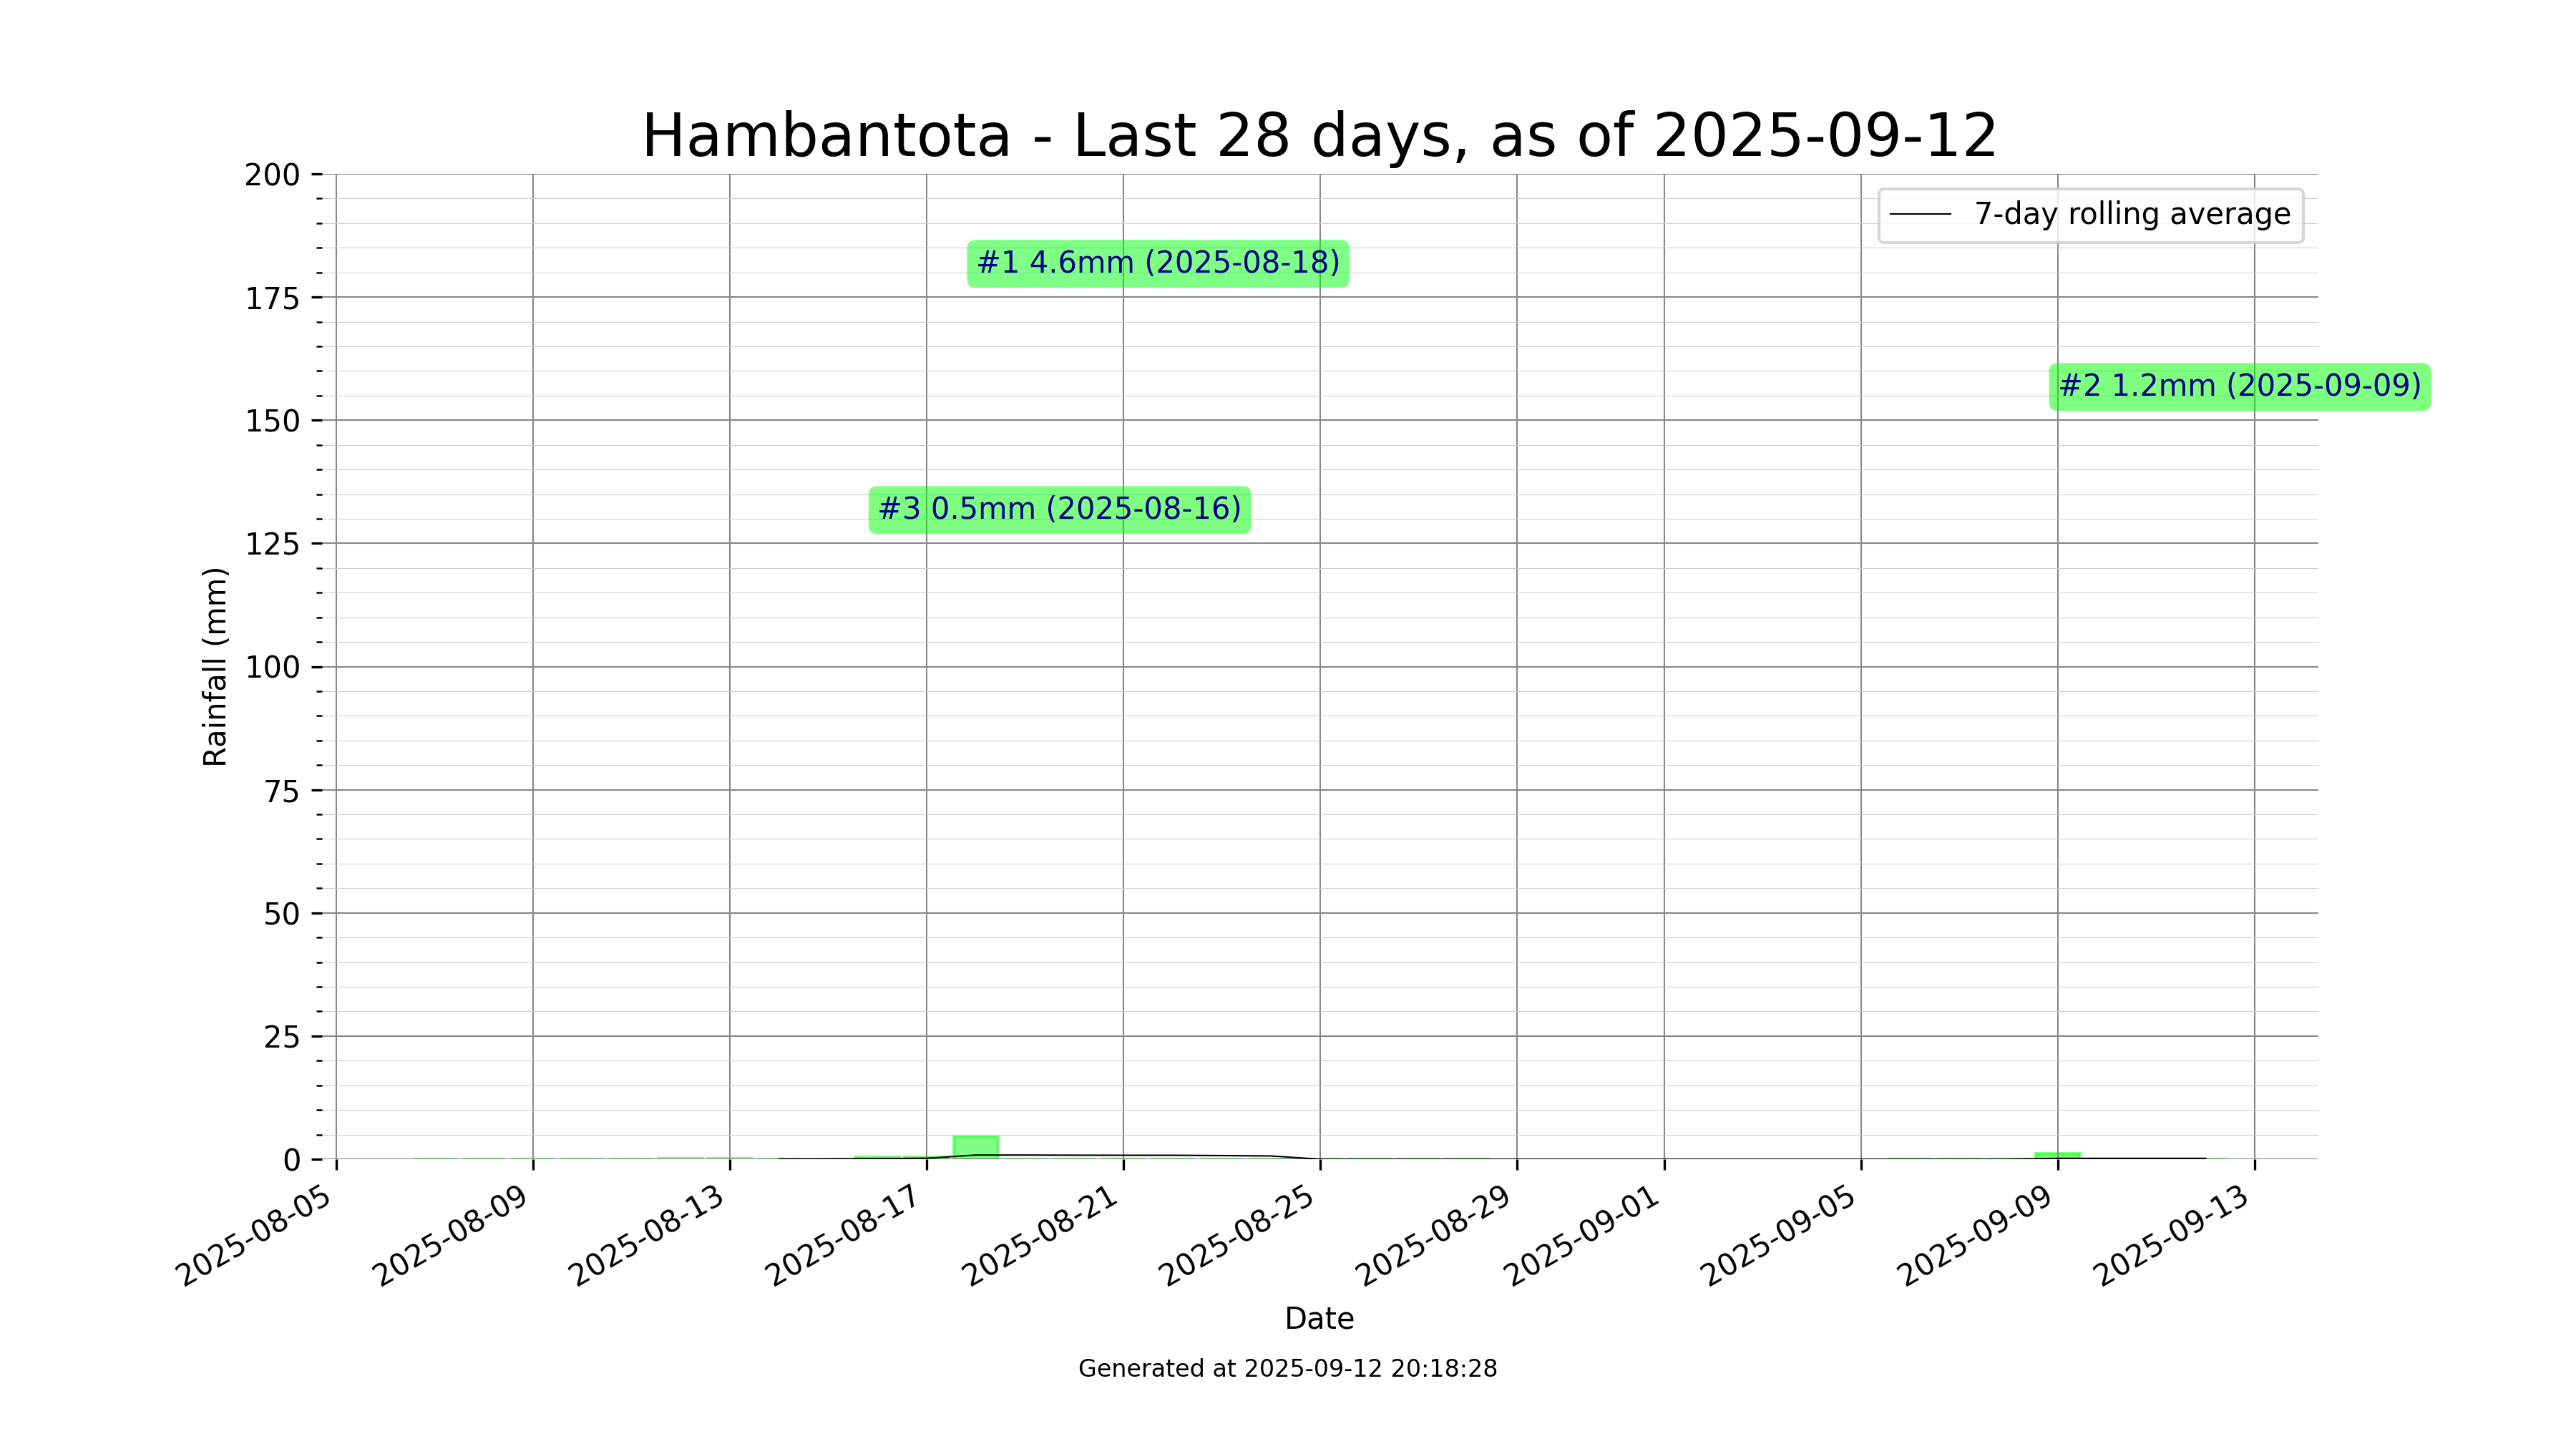 Hambantota - Last 28 days, as of 2025-09-12
200
175
150
125
100
75
50
25
0
Rainfall (mm)
7-day rolling average
#1 4.6mm (2025-08-18)
#2 1.2mm (2025-09-09)
#3 0.5mm (2025-08-16)
2025-08-05
2025-08-09
2025-08-13
2025-08-17
2025-08-21
2025-08-25
2025-08-29
2025-09-01
2025-09-05
2025-09-09
2025-09-13
Date
Generated at 2025-09-12 20:18:28